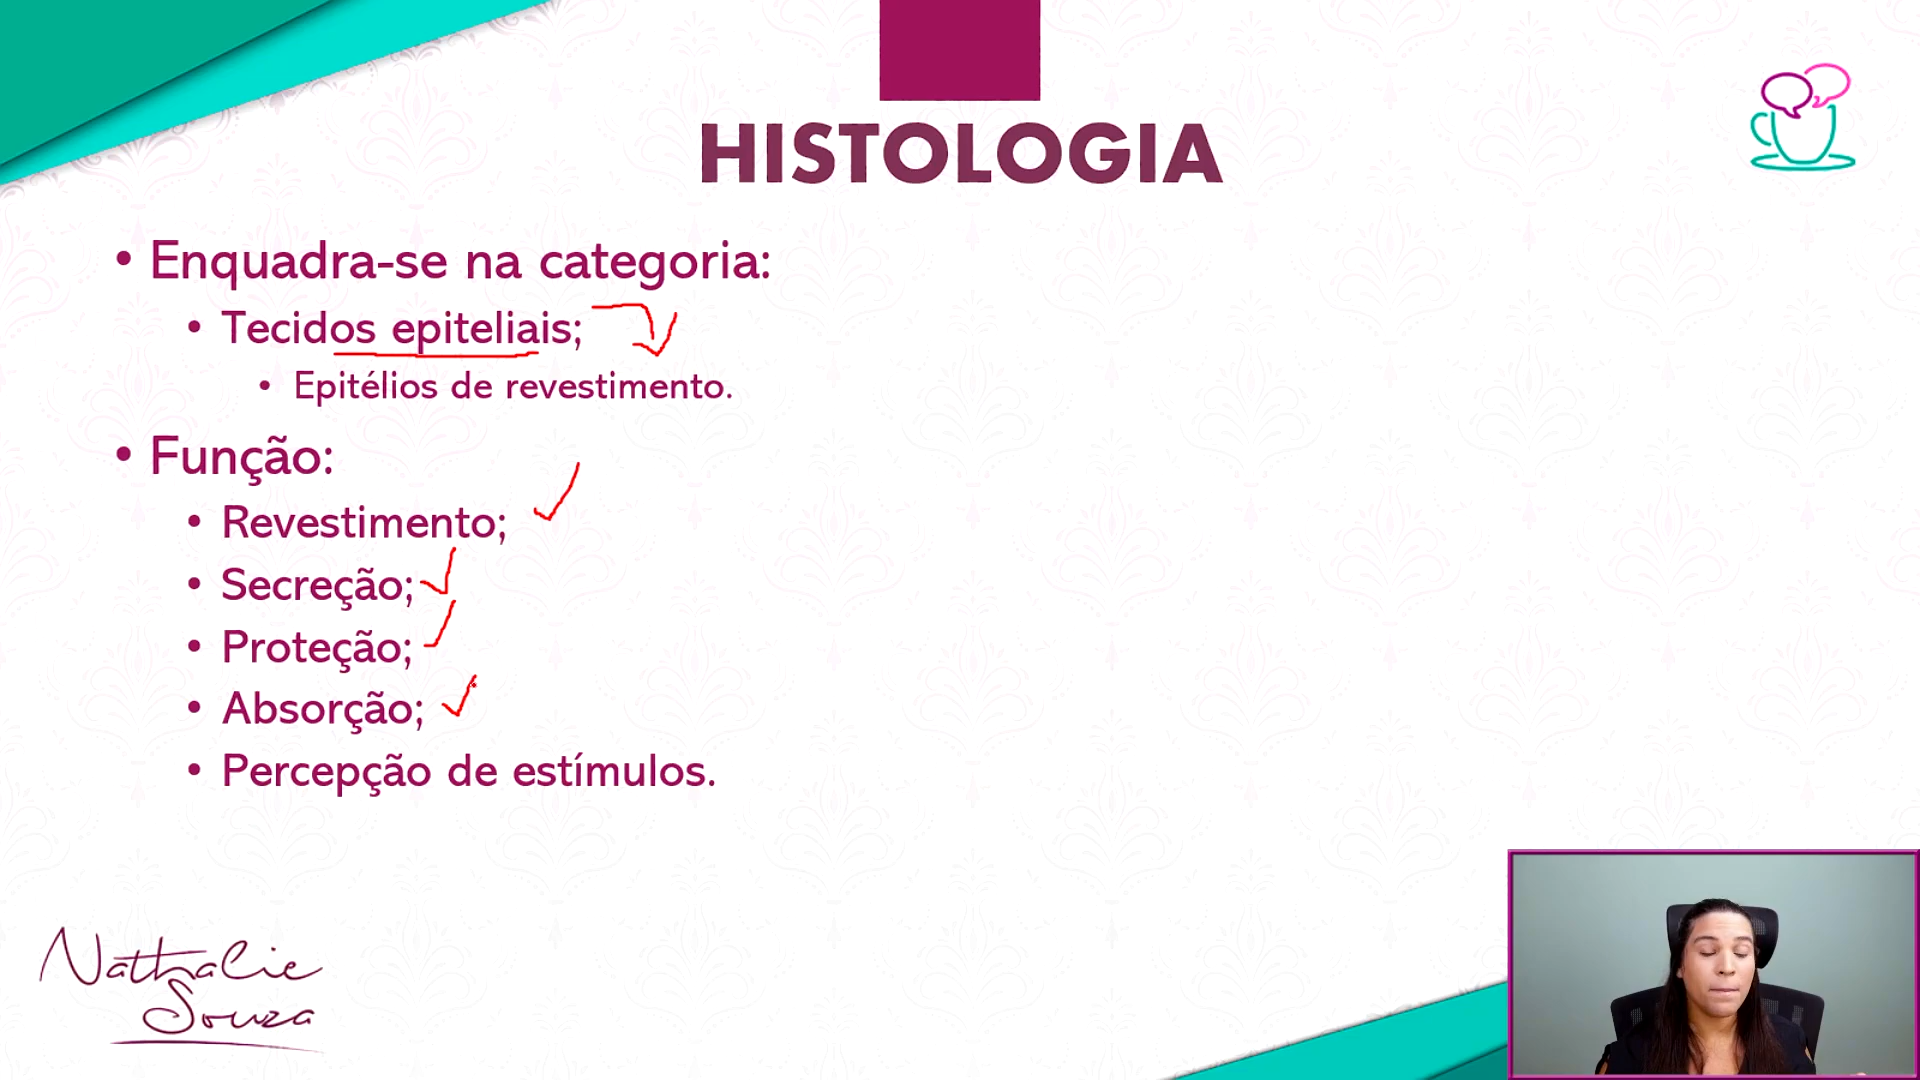 HISTOLOGIA
• Enquadra-se na categoria:
• Tecidos epiteliais;
• Epitélios de revestimento.
• Função:
• Revestimento;
• Secreção;
• Proteção;
• Absorção;
• Percepção de estímulos.
Nathalie
Souza